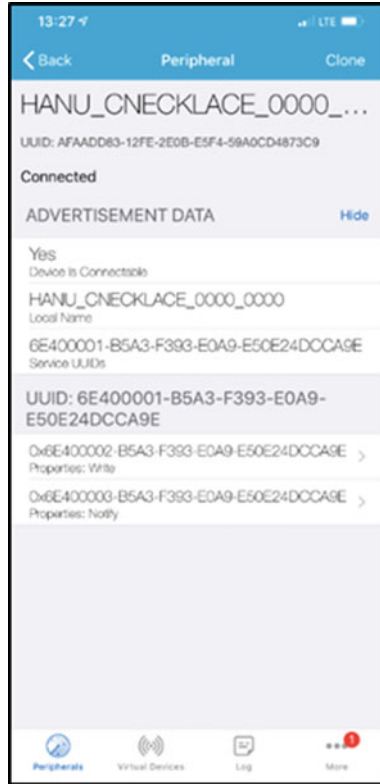 13:27
LTE
Back
Peripheral
Clone
HANU_CNECKLACE_0000_...
UUID: AFAADD83-12FE-2E0B-E5F4-59A0CD4873C9
Connected
ADVERTISEMENT DATA
Hide
Yes
Device Is Connectable
HANU_CNECKLACE_0000_0000
Local Name
6E400001-B5A3-F393-E0A9-E50E24DCCA9E
Service UUIDs
UUID: 6E400001-B5A3-F393-E0A9-
E50E24DCCA9E
0x6E400002-B5A3-F393-E0A9-E50E24DCCA9E
Properties: Write
0x6E400003-B5A3-F393-E0A9-E50E24DCCA9E
Properties: Notify
Peripherals
Virtual Devices
Log
1
More